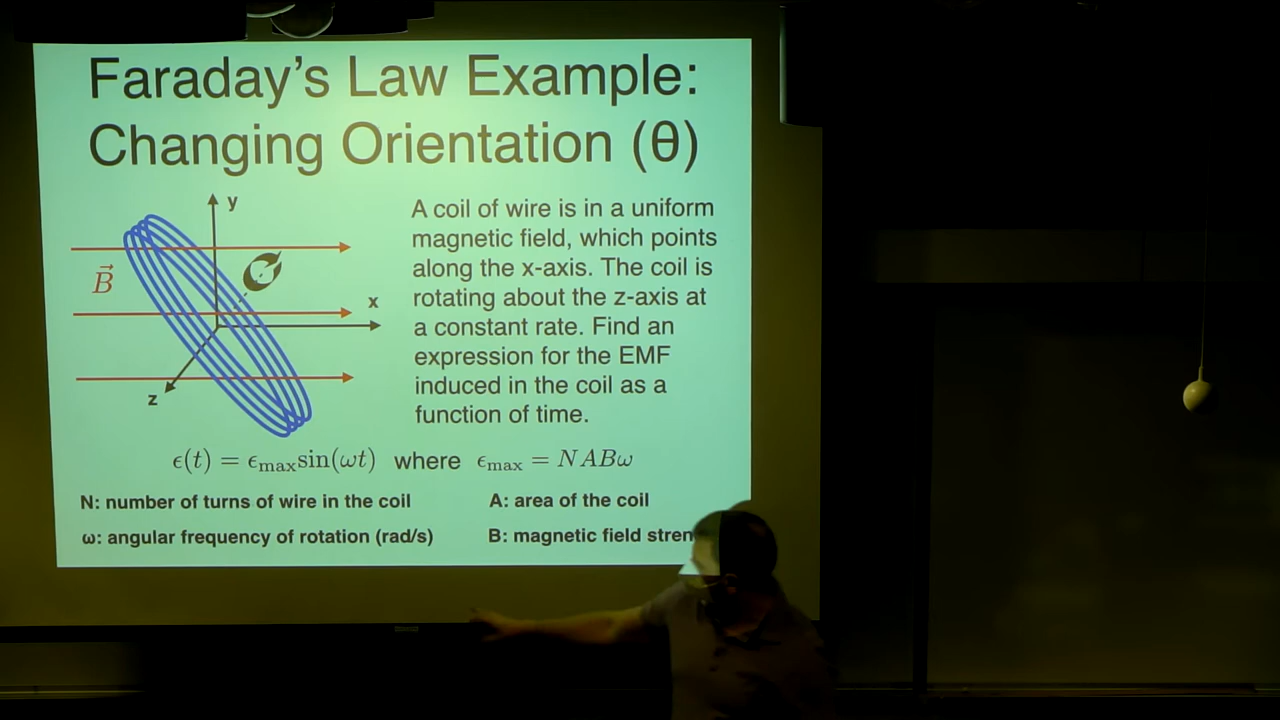 Faraday's Law Example:
Changing Orientation (θ)
y
B⃗
x
z
A coil of wire is in a uniform
magnetic field, which points
along the x-axis. The coil is
rotating about the z-axis at
a constant rate. Find an
expression for the EMF
induced in the coil as a
function of time.
ϵ(t) = ϵmax sin(ωt) where ϵmax = NABω
N: number of turns of wire in the coil
A: area of the coil
ω: angular frequency of rotation (rad/s)
B: magnetic field stren